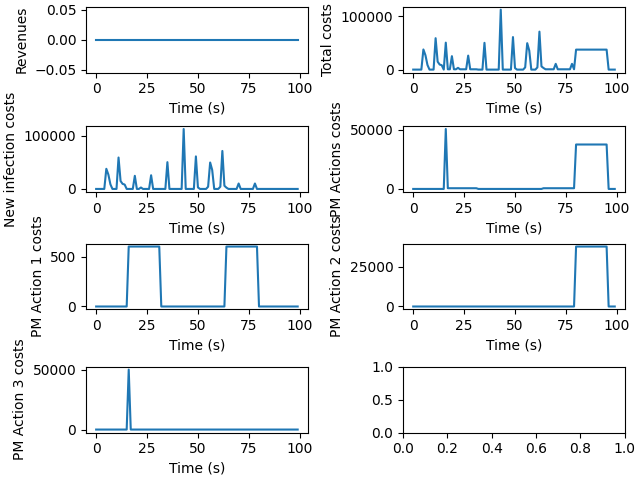 Revenues
0.05
0.00
−0.05
0 25 50 75 100
Time (s)
Total costs
100000
0
0 25 50 75 100
Time (s)
New infection costs
100000
0
0 25 50 75 100
Time (s)
PM Actions costs
50000
0
0 25 50 75 100
Time (s)
PM Action 1 costs
500
0
0 25 50 75 100
Time (s)
PM Action 2 costs
25000
0
0 25 50 75 100
Time (s)
PM Action 3 costs
50000
0
0 25 50 75 100
Time (s)
1.0
0.5
0.0
0.0 0.2 0.4 0.6 0.8 1.0